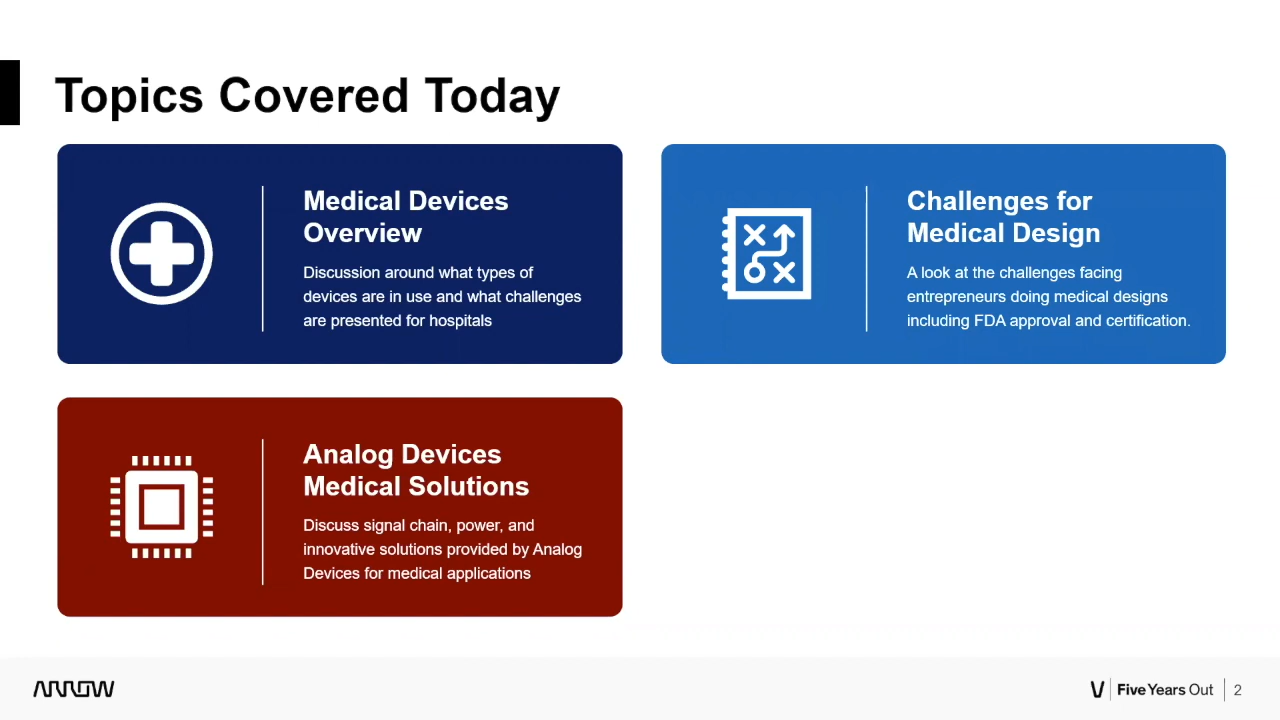 Topics Covered Today
Medical Devices
Overview
Discussion around what types of
devices are in use and what challenges
are presented for hospitals
Challenges for
Medical Design
A look at the challenges facing
entrepreneurs doing medical designs
including FDA approval and certification.
Analog Devices
Medical Solutions
Discuss signal chain, power, and
innovative solutions provided by Analog
Devices for medical applications
ARROW
Five Years Out
2